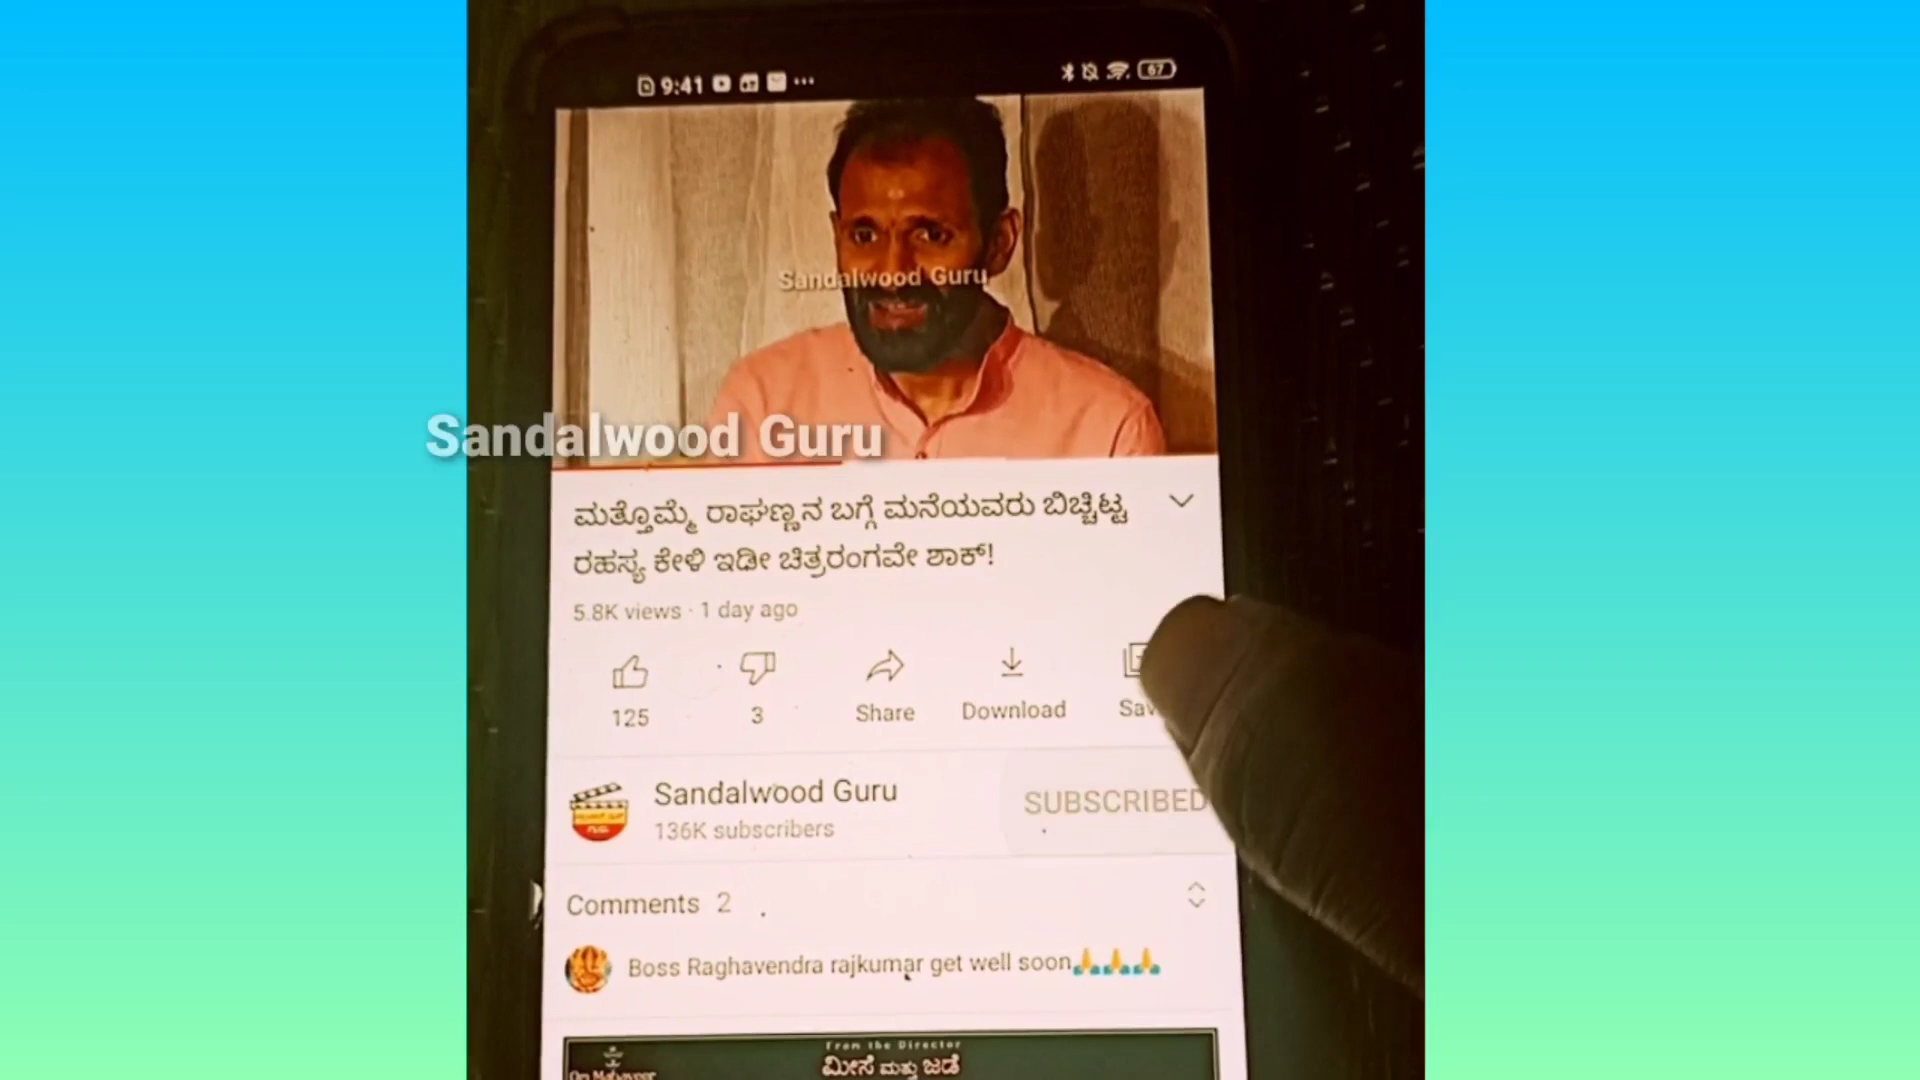 9:41
67
Sandalwood Guru
Sandalwood Guru
ಮತ್ತೊಮ್ಮೆ ರಾಘಣ್ಣನ ಬಗ್ಗೆ ಮನೆಯವರು ಬಿಚ್ಚಿಟ್ಟ
ರಹಸ್ಯ ಕೇಳಿ ಇಡೀ ಚಿತ್ರರಂಗವೇ ಶಾಕ್!
5.8K views · 1 day ago
125
3
Share
Download
Sav
Sandalwood Guru
136K subscribers
SUBSCRIBED
Comments 2
Boss Raghavendra rajkumar get well soon🙏🙏🙏
From the Director
ಮೀಸೆ ಮತ್ತು ಜಡೆ